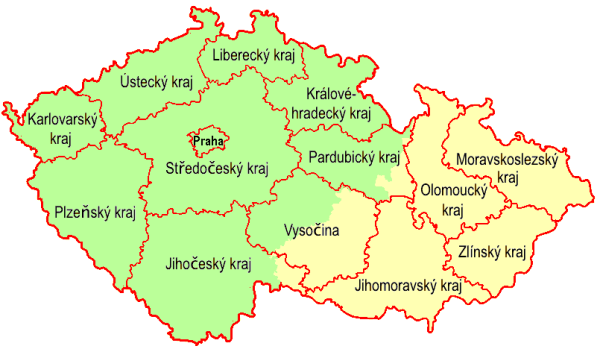 Liberecký kraj
Ústecký kraj
Králové-
hradecký kraj
Karlovarský
kraj
Praha
Středočeský kraj
Pardubický kraj
Moravskoslezský
kraj
Olomoucký
kraj
Plzeňský kraj
Vysočina
Zlínský kraj
Jihočeský kraj
Jihomoravský kraj